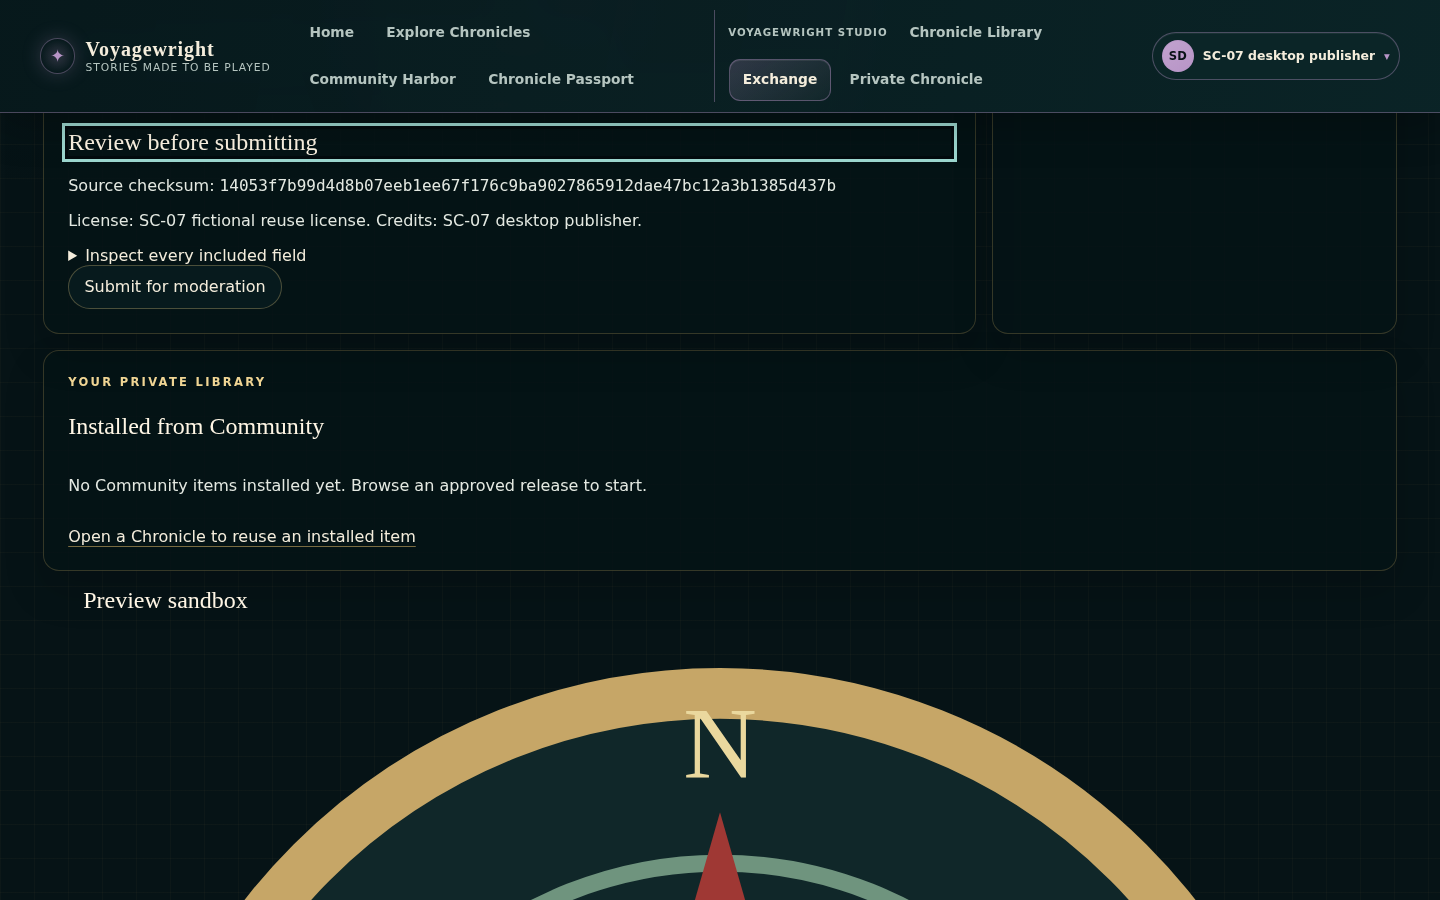 Voyagewright
STORIES MADE TO BE PLAYED
Home
Explore Chronicles
Community Harbor
Chronicle Passport
VOYAGEWRIGHT STUDIO
Chronicle Library
Exchange
Private Chronicle
SD
SC-07 desktop publisher
Review before submitting
Source checksum: 14053f7b99d4d8b07eeb1ee67f176c9ba9027865912dae47bc12a3b1385d437b
License: SC-07 fictional reuse license. Credits: SC-07 desktop publisher.
Inspect every included field
Submit for moderation
YOUR PRIVATE LIBRARY
Installed from Community
No Community items installed yet. Browse an approved release to start.
Open a Chronicle to reuse an installed item
Preview sandbox
N